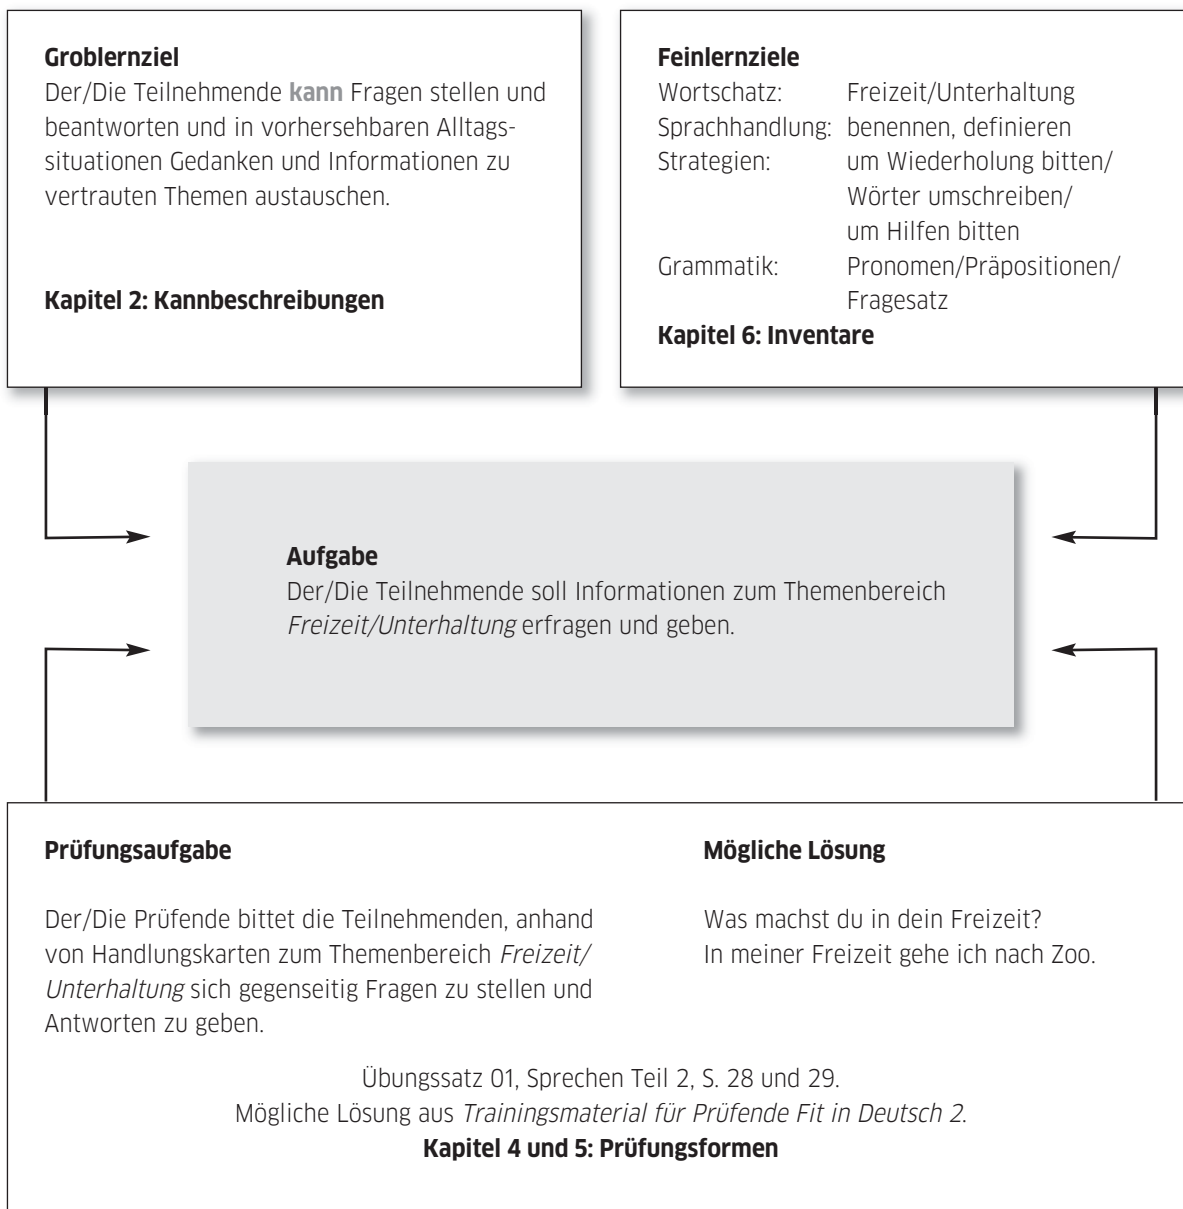 Groblernziel
Der/Die Teilnehmende kann Fragen stellen und
beantworten und in vorhersehbaren Alltags-
situationen Gedanken und Informationen zu
vertrauten Themen austauschen.
Kapitel 2: Kannbeschreibungen
Feinlernziele
Wortschatz: Freizeit/Unterhaltung
Sprachhandlung: benennen, definieren
Strategien: um Wiederholung bitten/
Wörter umschreiben/
um Hilfen bitten
Grammatik: Pronomen/Präpositionen/
Fragesatz
Kapitel 6: Inventare
Aufgabe
Der/Die Teilnehmende soll Informationen zum Themenbereich
Freizeit/Unterhaltung erfragen und geben.
Prüfungsaufgabe
Der/Die Prüfende bittet die Teilnehmenden, anhand
von Handlungskarten zum Themenbereich Freizeit/
Unterhaltung sich gegenseitig Fragen zu stellen und
Antworten zu geben.
Mögliche Lösung
Was machst du in dein Freizeit?
In meiner Freizeit gehe ich nach Zoo.
Übungssatz 01, Sprechen Teil 2, S. 28 und 29.
Mögliche Lösung aus Trainingsmaterial für Prüfende Fit in Deutsch 2.
Kapitel 4 und 5: Prüfungsformen